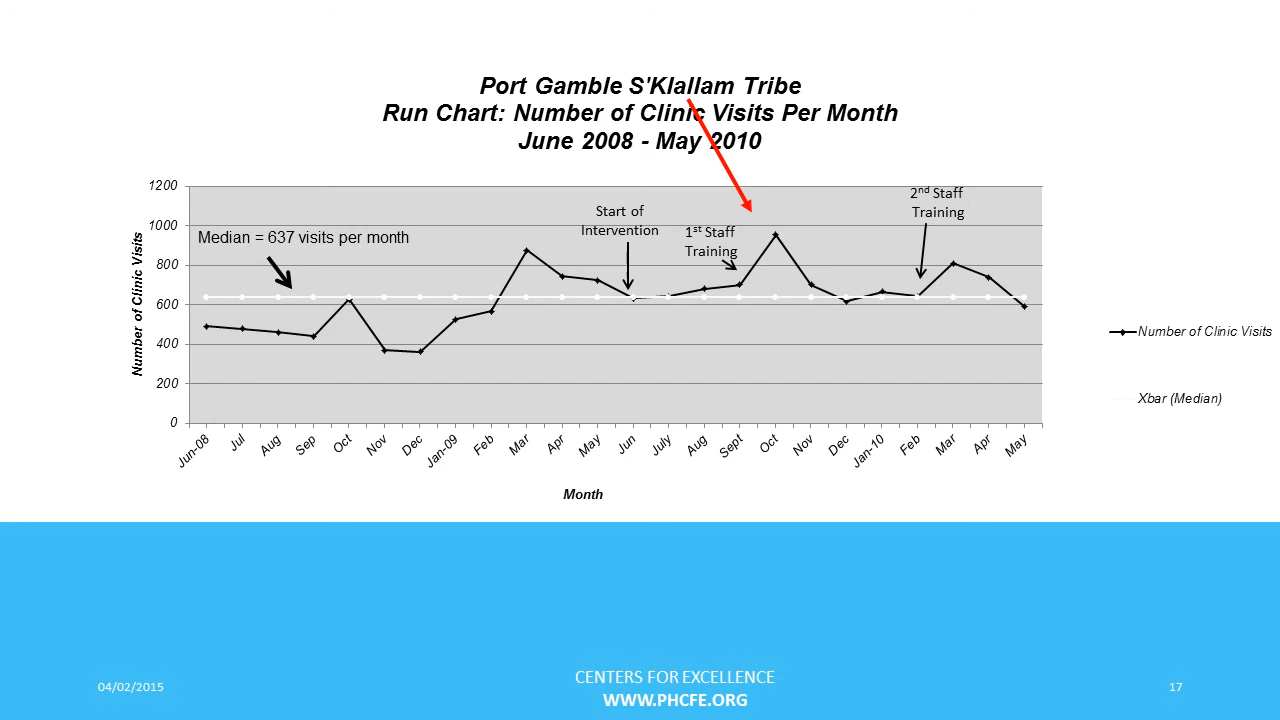 Port Gamble S'Klallam Tribe
Run Chart: Number of Clinic Visits Per Month
June 2008 - May 2010
Number of Clinic Visits
1200
1000
800
600
400
200
0
Median = 637 visits per month
Start of
Intervention
1st Staff
Training
2nd Staff
Training
Jun-08
Jul
Aug
Sep
Oct
Nov
Dec
Jan-09
Feb
Mar
Apr
May
Jun
July
Aug
Sept
Oct
Nov
Dec
Jan-10
Feb
Mar
Apr
May
Month
Number of Clinic Visits
Xbar (Median)
04/02/2015
CENTERS FOR EXCELLENCE
WWW.PHCFE.ORG
17